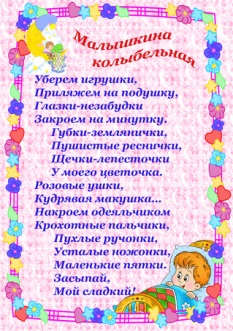 Малышкина
колыбельная
Уберем игрушки,
Приляжем на подушку,
Глазки-незабудки
Закроем на минутку.
Губки-землянички,
Пушистые реснички,
Щечки-лепесточки
У моего цветочка.
Розовые ушки,
Кудрявая макушка...
Накроем одеяльчиком
Крохотные пальчики,
Пухлые ручонки,
Усталые ножонки,
Маленькие пятки.
Засыпай,
Мой сладкий!